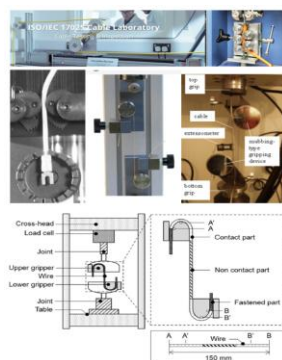 ISO/IEC 17025 Cable Laboratory
top
grip
cable
extensometer
snubbing-
type
gripping
device
bottom
grip
Cross-head
Load cell
Joint
Upper gripper
Wire
Lower gripper
Joint
Table
A'
A
Contact part
Non contact part
Fastened part
B
B'
A A' Wire B' B
150 mm